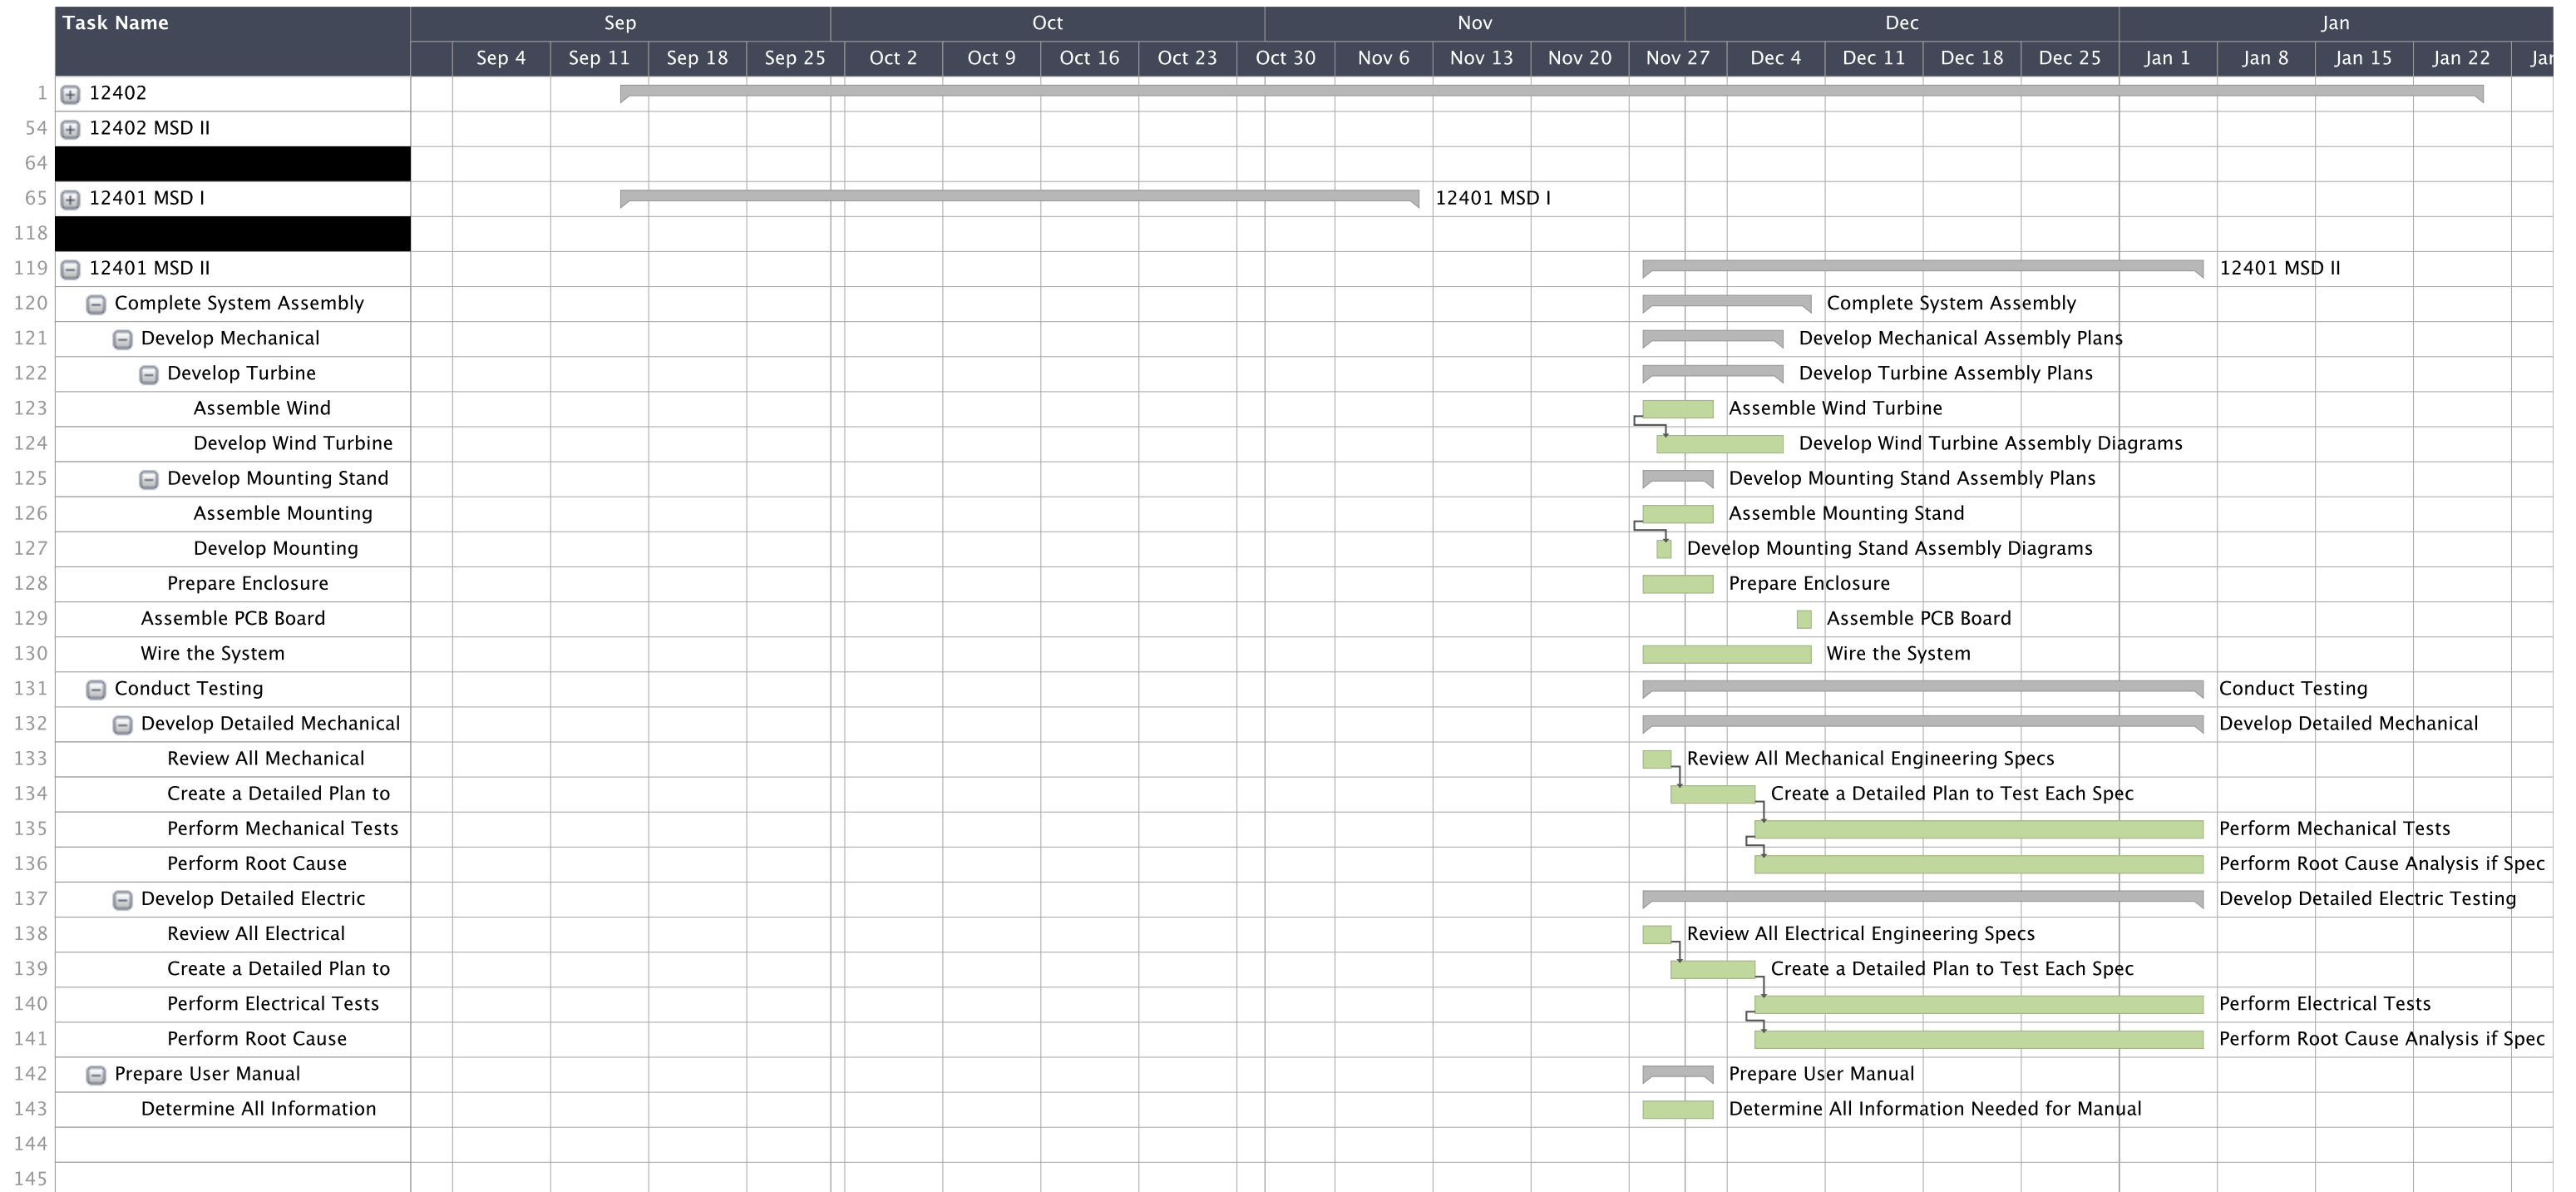 Task Name Sep Oct Nov Dec Jan
Sep 4 Sep 11 Sep 18 Sep 25 Oct 2 Oct 9 Oct 16 Oct 23 Oct 30 Nov 6 Nov 13 Nov 20 Nov 27 Dec 4 Dec 11 Dec 18 Dec 25 Jan 1 Jan 8 Jan 15 Jan 22 Jar
1 12402
54 12402 MSD II
64
65 12401 MSD I 12401 MSD I
118
119 12401 MSD II 12401 MSD II
120 Complete System Assembly Complete System Assembly
121 Develop Mechanical Develop Mechanical Assembly Plans
122 Develop Turbine Develop Turbine Assembly Plans
123 Assemble Wind Assemble Wind Turbine
124 Develop Wind Turbine Develop Wind Turbine Assembly Diagrams
125 Develop Mounting Stand Develop Mounting Stand Assembly Plans
126 Assemble Mounting Assemble Mounting Stand
127 Develop Mounting Develop Mounting Stand Assembly Diagrams
128 Prepare Enclosure Prepare Enclosure
129 Assemble PCB Board Assemble PCB Board
130 Wire the System Wire the System
131 Conduct Testing Conduct Testing
132 Develop Detailed Mechanical Develop Detailed Mechanical
133 Review All Mechanical Review All Mechanical Engineering Specs
134 Create a Detailed Plan to Create a Detailed Plan to Test Each Spec
135 Perform Mechanical Tests Perform Mechanical Tests
136 Perform Root Cause Perform Root Cause Analysis if Spec
137 Develop Detailed Electric Develop Detailed Electric Testing
138 Review All Electrical Review All Electrical Engineering Specs
139 Create a Detailed Plan to Create a Detailed Plan to Test Each Spec
140 Perform Electrical Tests Perform Electrical Tests
141 Perform Root Cause Perform Root Cause Analysis if Spec
142 Prepare User Manual Prepare User Manual
143 Determine All Information Determine All Information Needed for Manual
144
145